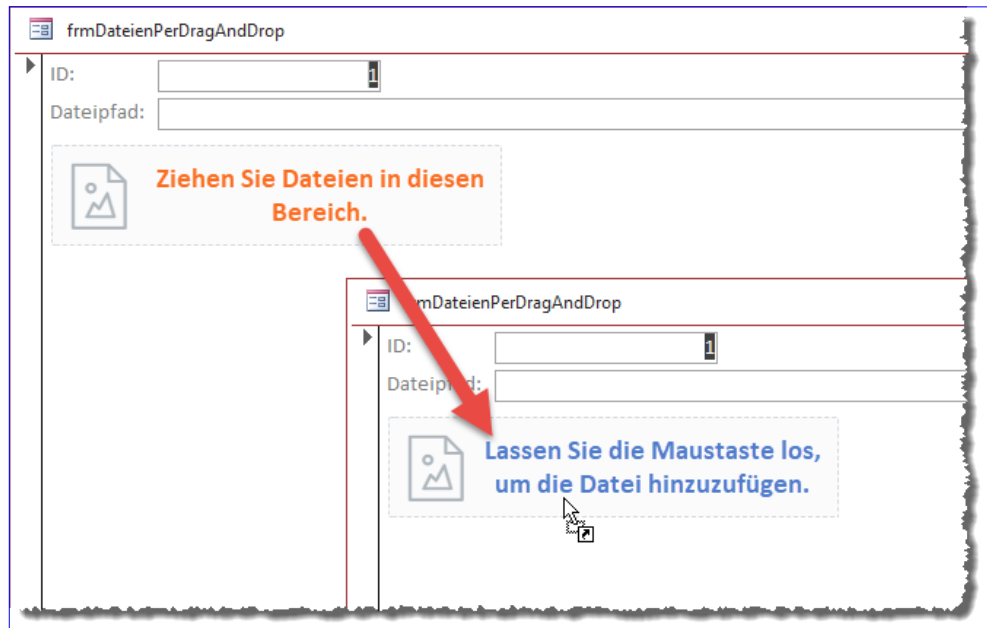 frmDateienPerDragAndDrop
ID:
1
Dateipfad:
Ziehen Sie Dateien in diesen
Bereich.
mDateienPerDragAndDrop
ID:
1
Dateipfad:
Lassen Sie die Maustaste los,
um die Datei hinzuzufügen.